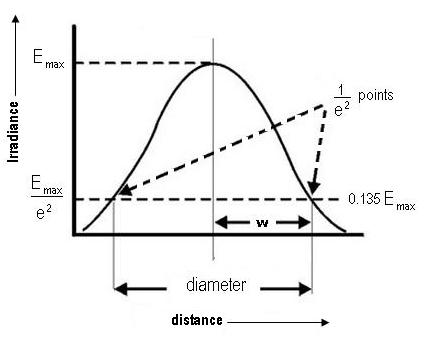 Irradiance
E max
1 points
e²
E max
e²
0.135 E max
w
diameter
distance